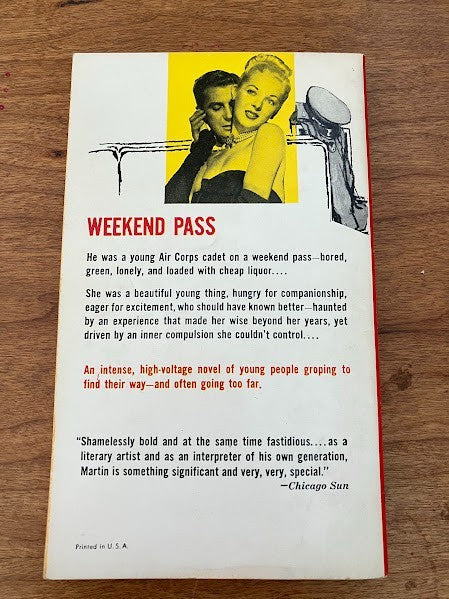 WEEKEND PASS
He was a young Air Corps cadet on a weekend pass—bored,
green, lonely, and loaded with cheap liquor....
She was a beautiful young thing, hungry for companionship,
eager for excitement, who should have known better—haunted
by an experience that made her wise beyond her years, yet
driven by an inner compulsion she couldn't control....
An intense, high-voltage novel of young people groping to
find their way—and often going too far.
"Shamelessly bold and at the same time fastidious....as a
literary artist and as an interpreter of his own generation,
Martin is something significant and very, very, special."
—Chicago Sun
Printed in U. S. A.